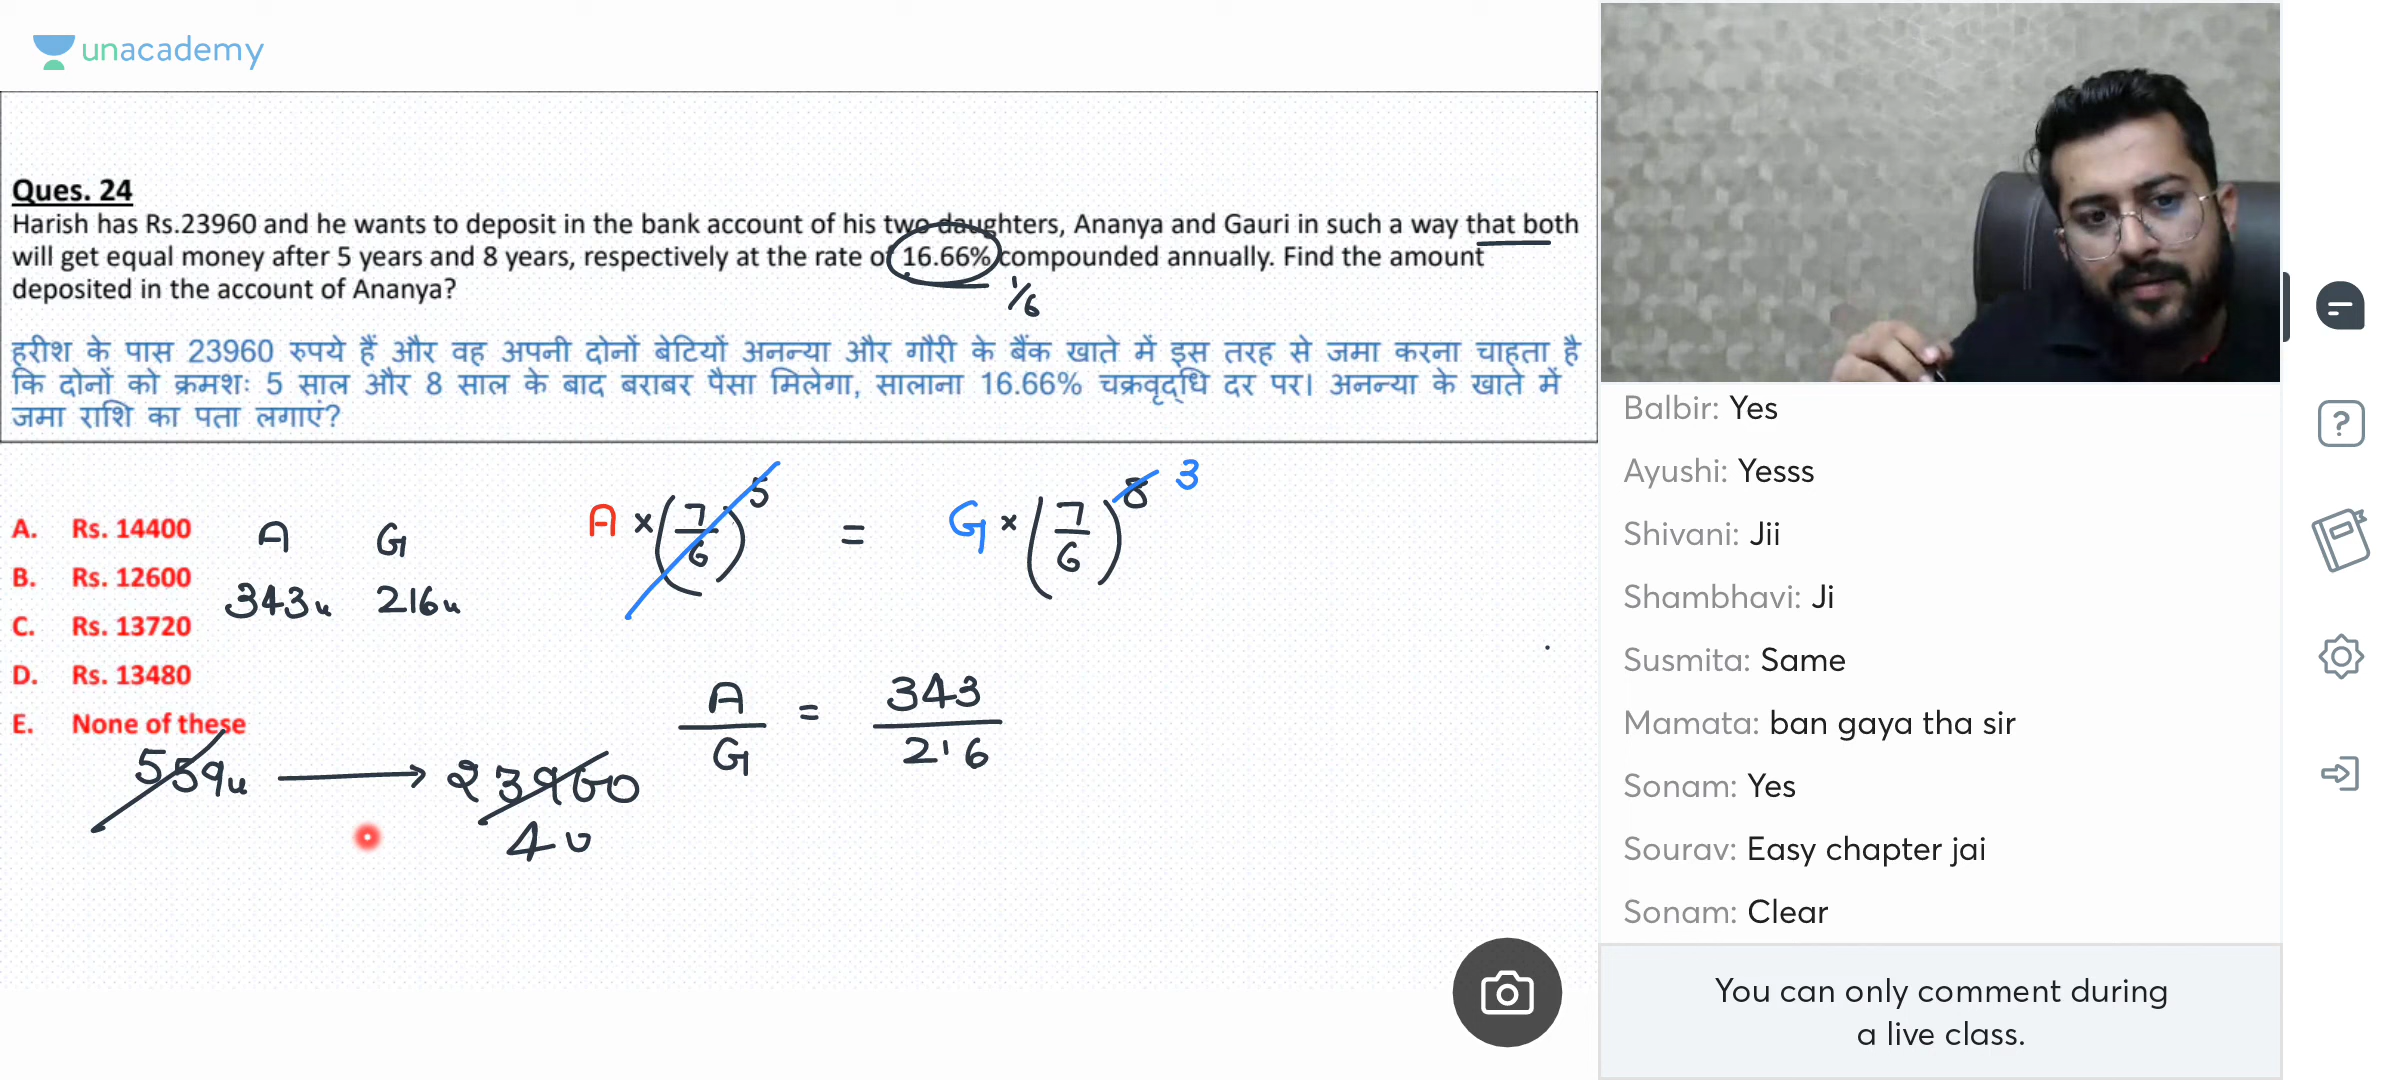 unacademy
Ques. 24
Harish has Rs.23960 and he wants to deposit in the bank account of his two daughters, Ananya and Gauri in such a way that both
will get equal money after 5 years and 8 years, respectively at the rate of 16.66% compounded annually. Find the amount
deposited in the account of Ananya?
1/6
हरीश के पास 23960 रुपये हैं और वह अपनी दोनों बेटियों अनन्या और गौरी के बैंक खाते में इस तरह से जमा करना चाहता है
कि दोनों को क्रमशः 5 साल और 8 साल के बाद बराबर पैसा मिलेगा, सालाना 16.66% चक्रवृद्धि दर पर। अनन्या के खाते में
जमा राशि का पता लगाएं?
A. Rs. 14400
B. Rs. 12600
C. Rs. 13720
D. Rs. 13480
E. None of these
A G
343u 216u
A × (7/6)^5 = G × (7/6)^8 3
A/G = 343/216
559u → 23960
40
Balbir: Yes
Ayushi: Yesss
Shivani: Jii
Shambhavi: Ji
Susmita: Same
Mamata: ban gaya tha sir
Sonam: Yes
Sourav: Easy chapter jai
Sonam: Clear
You can only comment during
a live class.
?